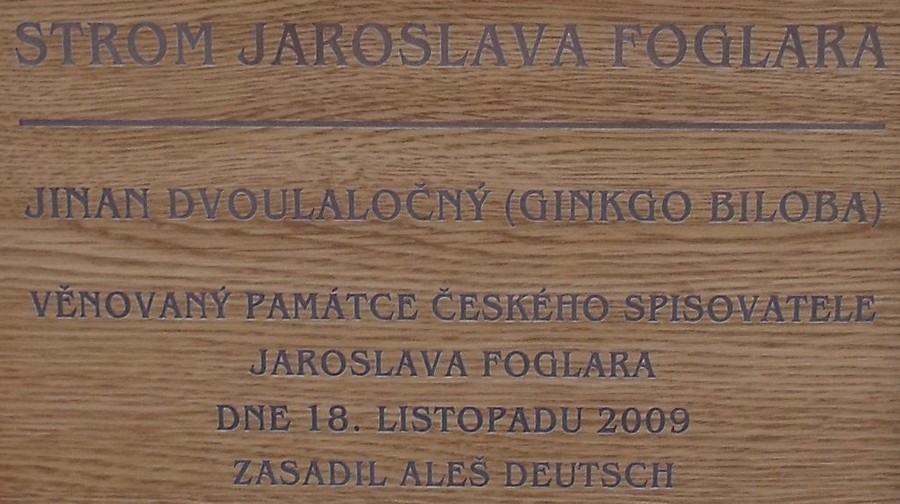 STROM JAROSLAVA FOGLARA
JINAN DVOULALOČNÝ (GINKGO BILOBA)
VĚNOVANÝ PAMÁTCE ČESKÉHO SPISOVATELE
JAROSLAVA FOGLARA
DNE 18. LISTOPADU 2009
ZASADIL ALEŠ DEUTSCH